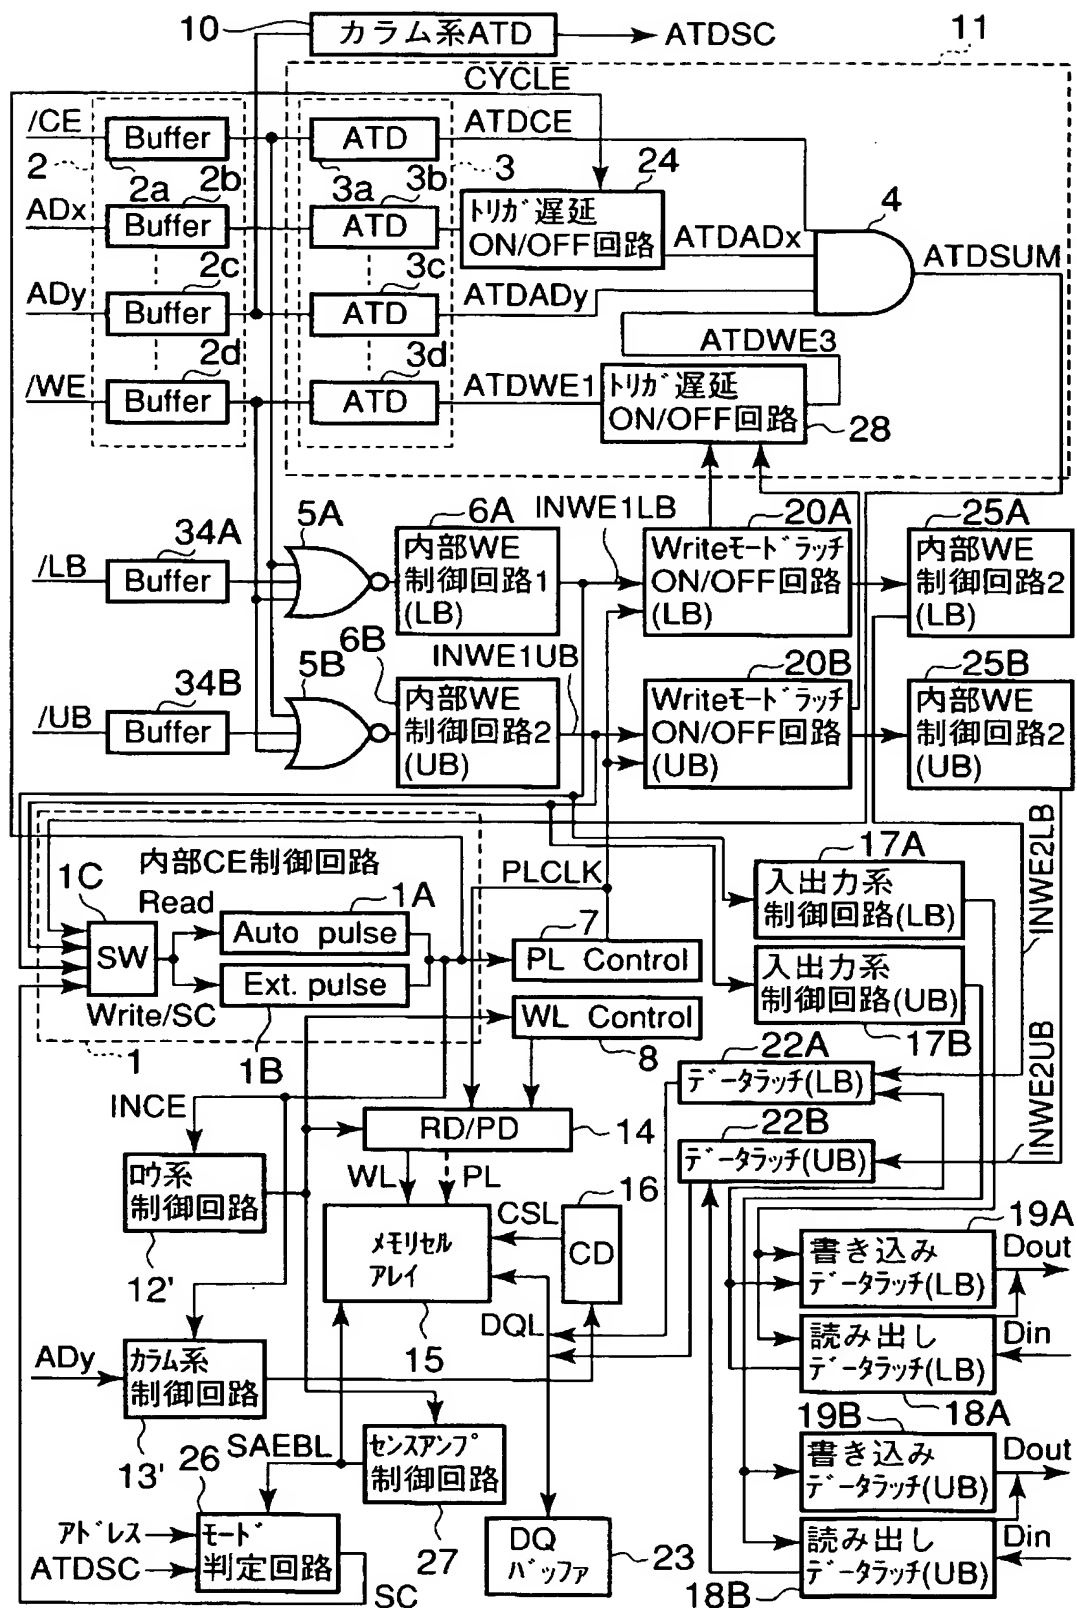 10
カラム系ATD
ATDSC
11
CYCLE
/CE
Buffer
ATD
ATDCE
2
2a
2b
3a
3b
3
24
4
ADx
Buffer
ATD
トリガ遅延
ON/OFF回路
ATDADx
ATDSUM
2c
3c
ADy
Buffer
ATD
ATDADy
2d
3d
ATDWE3
/WE
Buffer
ATD
ATDWE1
トリガ遅延
ON/OFF回路
28
34A
5A
6A
INWE1LB
20A
25A
/LB
Buffer
内部WE
制御回路1
(LB)
Writeモードラッチ
ON/OFF回路
(LB)
内部WE
制御回路2
(LB)
34B
5B
6B
INWE1UB
20B
25B
/UB
Buffer
内部WE
制御回路2
(UB)
Writeモードラッチ
ON/OFF回路
(UB)
内部WE
制御回路2
(UB)
内部CE制御回路
1C
Read
1A
PLCLK
17A
INWE2LB
SW
Auto pulse
7
入出力系
制御回路(LB)
Ext. pulse
PL Control
入出力系
制御回路(UB)
Write/SC
WL Control
1
1B
8
17B
22A
INCE
データラッチ(LB)
INWE2UB
RD/PD
14
22B
データラッチ(UB)
ロウ系
制御回路
WL
PL
16
12'
メモリセル
アレイ
CSL
CD
19A
書き込み
データラッチ(LB)
Dout
ADy
カラム系
制御回路
15
DQL
読み出し
データラッチ(LB)
Din
18A
13'
26
SAEBL
センスアンプ
制御回路
19B
書き込み
データラッチ(UB)
Dout
アドレス
ATDSC
モード
判定回路
SC
27
DQ
バッファ
23
読み出し
データラッチ(UB)
Din
18B